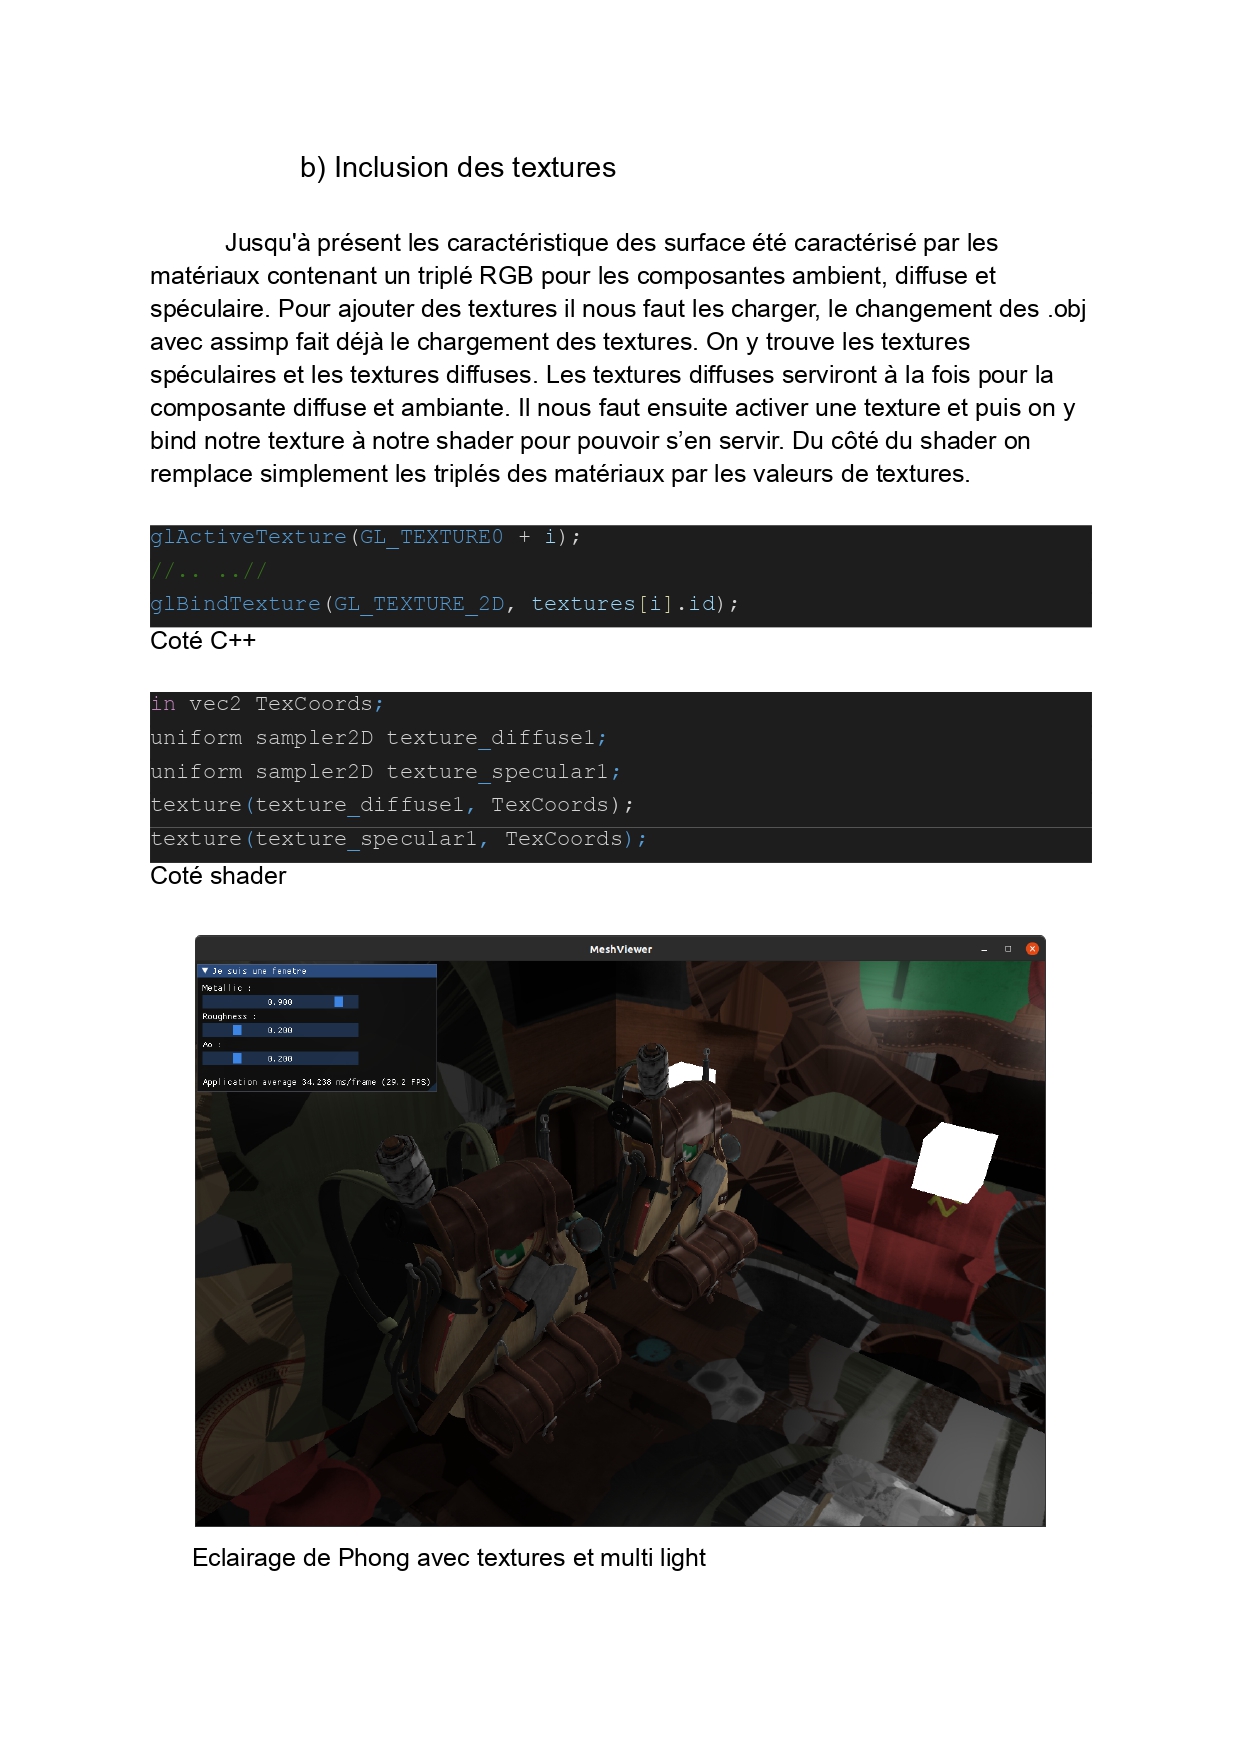 b) Inclusion des textures
Jusqu'à présent les caractéristique des surface été caractérisé par les
matériaux contenant un triplé RGB pour les composantes ambient, diffuse et
spéculaire. Pour ajouter des textures il nous faut les charger, le changement des .obj
avec assimp fait déjà le chargement des textures. On y trouve les textures
spéculaires et les textures diffuses. Les textures diffuses serviront à la fois pour la
composante diffuse et ambiante. Il nous faut ensuite activer une texture et puis on y
bind notre texture à notre shader pour pouvoir s’en servir. Du côté du shader on
remplace simplement les triplés des matériaux par les valeurs de textures.
glActiveTexture(GL_TEXTURE0 + i);
//.. ..//
glBindTexture(GL_TEXTURE_2D, textures[i].id);
Coté C++
in vec2 TexCoords;
uniform sampler2D texture_diffuse1;
uniform sampler2D texture_specular1;
texture(texture_diffuse1, TexCoords);
texture(texture_specular1, TexCoords);
Coté shader
MeshViewer
Je suis une fenetre
Metallic :
0.900
Roughness :
0.200
Ao :
0.200
Application average 34.238 ms/frame (29.2 FPS)
Eclairage de Phong avec textures et multi light